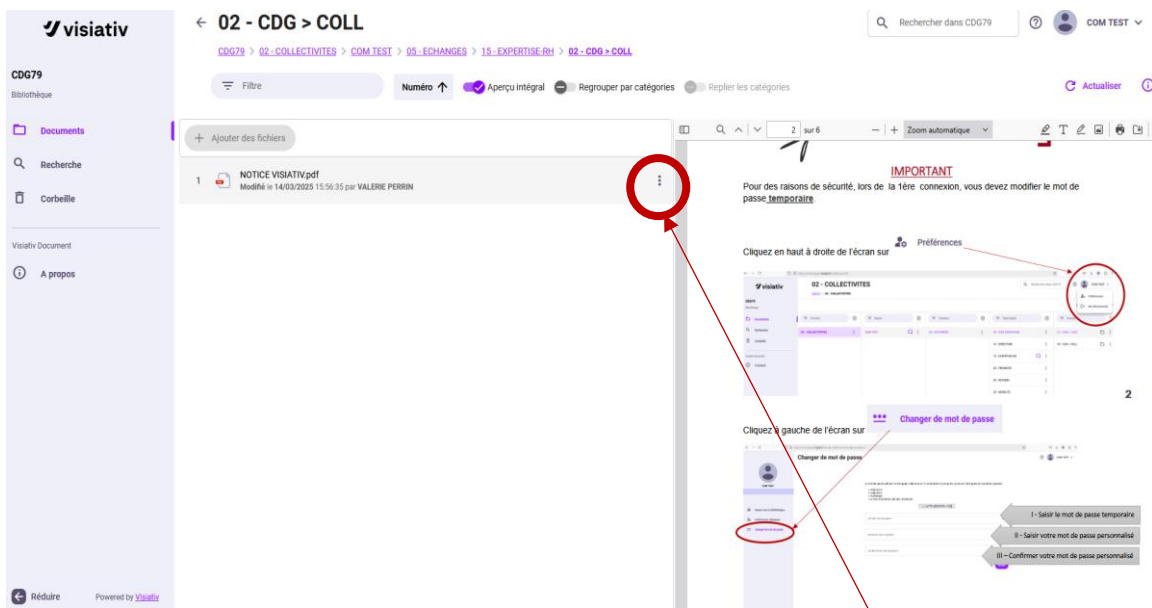 visiativ
CDG79
Bibliothèque
Documents
Recherche
Corbeille
Visiativ Document
A propos
Réduire
Powered by Visiativ
02 - CDG > COLL
CDG79 > 02 - COLLECTIVITES > COM TEST > 05 - ECHANGES > 15 - EXPERTISE-RH > 02 - CDG > COLL
Rechercher dans CDG79
COM TEST
Filtre
Numéro
Aperçu intégral
Regrouper par catégories
Replier les catégories
Actualiser
+ Ajouter des fichiers
1
NOTICE VISIATIV.pdf
Modifié le 14/03/2025 15:56:35 par VALERIE PERRIN
2 sur 6
Zoom automatique
IMPORTANT
Pour des raisons de sécurité, lors de la 1ère connexion, vous devez modifier le mot de
passe temporaire.
Cliquez en haut à droite de l'écran sur
Préférences
visiativ
02 - COLLECTIVITES
2
Cliquez à gauche de l'écran sur
Changer de mot de passe
Changer de mot de passe
I - Saisir le mot de passe temporaire
II - Saisir votre mot de passe personnalisé
III – Confirmer votre mot de passe personnalisé